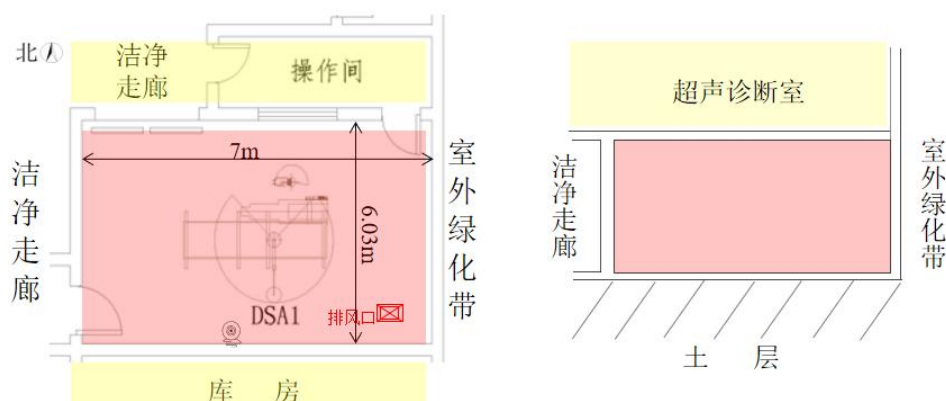 北
洁净
走廊
操作间
7m
洁净走廊
6.03m
室外绿化带
DSA1
排风口
库 房
超声诊断室
洁净走廊
室外绿化带
土 层